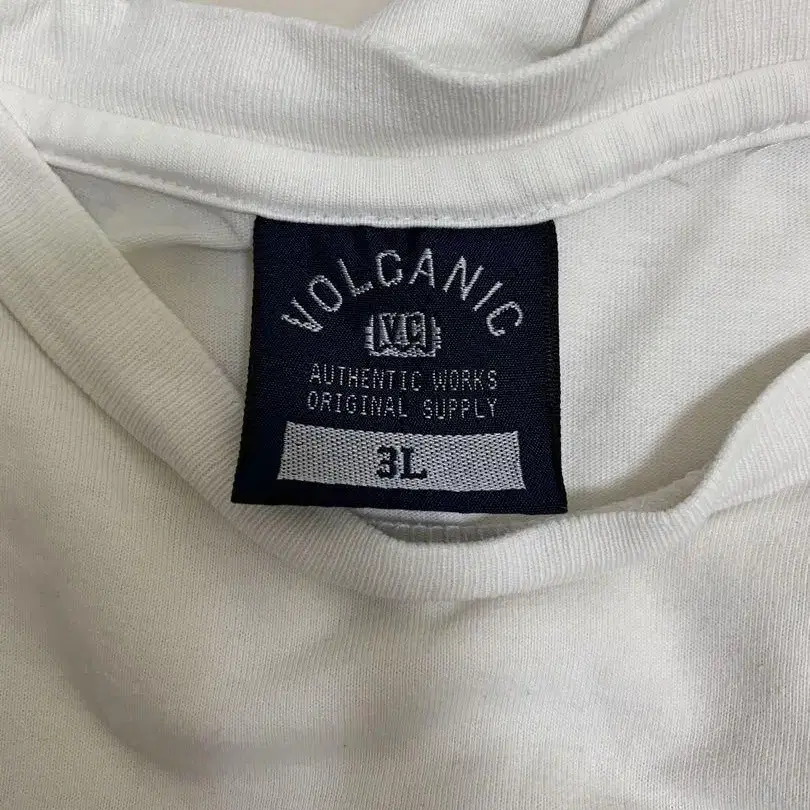 VOLCANIC
VC
AUTHENTIC WORKS
ORIGINAL SUPPLY
3L